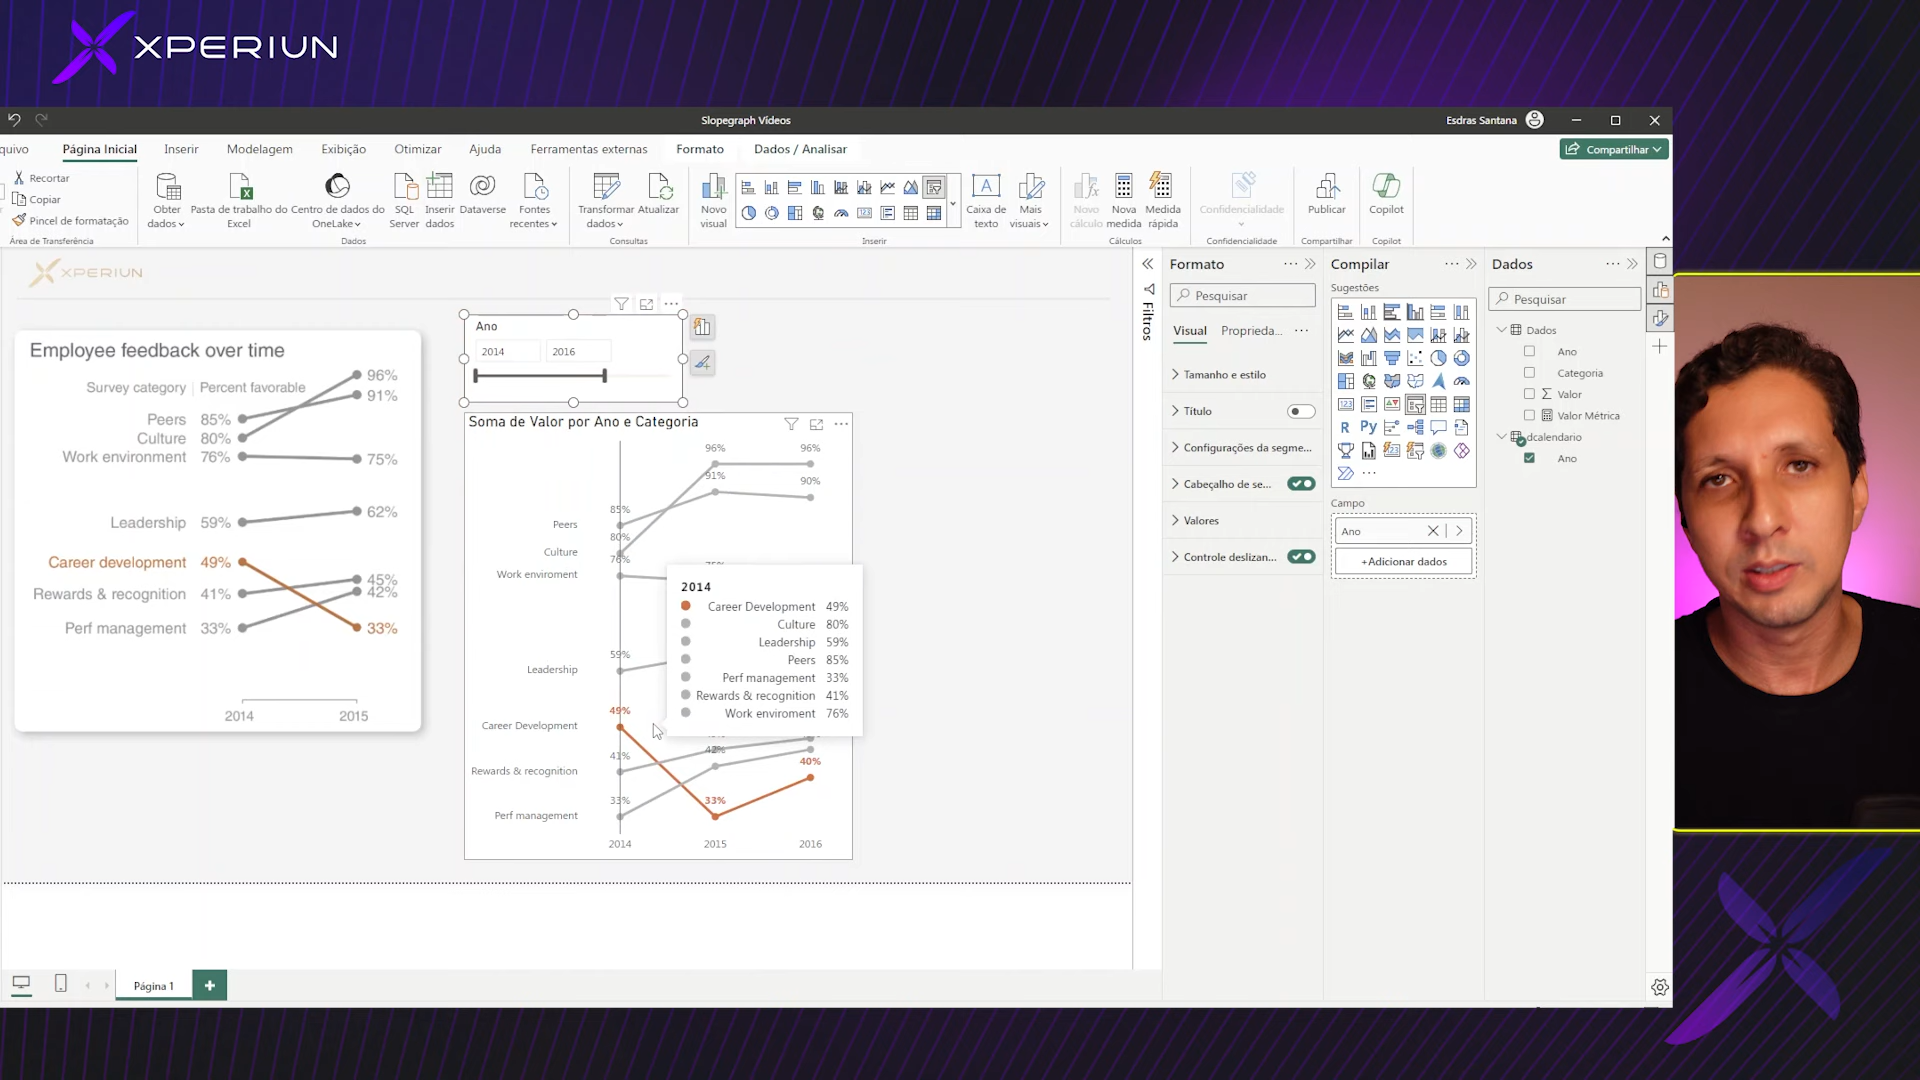 XPERIUN
Slopegraph Vídeos
Esdras Santana
quivo
Página Inicial
Inserir
Modelagem
Exibição
Otimizar
Ajuda
Ferramentas externas
Formato
Dados / Analisar
Compartilhar
Recortar
Copiar
Pincel de formatação
Área de Transferência
Obter dados
Pasta de trabalho do Excel
Centro de dados do OneLake
SQL Server
Inserir dados
Dataverse
Fontes recentes
Dados
Transformar dados
Atualizar
Consultas
Novo visual
Caixa de texto
Mais visuais
Inserir
Novo cálculo
Nova medida
Medida rápida
Cálculos
Confidencialidade
Confidencialidade
Publicar
Compartilhar
Copilot
Copilot
XPERIUN
Employee feedback over time
Survey category | Percent favorable
96%
91%
Peers 85%
Culture 80%
Work environment 76% 75%
Leadership 59% 62%
Career development 49%
45%
Rewards & recognition 41% 42%
Perf management 33% 33%
2014 2015
Ano
2014 2016
Soma de Valor por Ano e Categoria
96% 96%
91% 90%
85%
Peers
80%
Culture
76%
Work enviroment
59%
Leadership
49%
Career Development
41% 42%
40%
Rewards & recognition
33% 33%
Perf management
2014 2015 2016
2014
Career Development 49%
Culture 80%
Leadership 59%
Peers 85%
Perf management 33%
Rewards & recognition 41%
Work enviroment 76%
Filtros
Formato
Pesquisar
Visual Proprieda...
Tamanho e estilo
Título
Configurações da segme...
Cabeçalho de se...
Valores
Controle deslizan...
Compilar
Sugestões
R Py
Campo
Ano
+Adicionar dados
Dados
Pesquisar
Dados
Ano
Categoria
Valor
Valor Métrica
dcalendario
Ano
Página 1